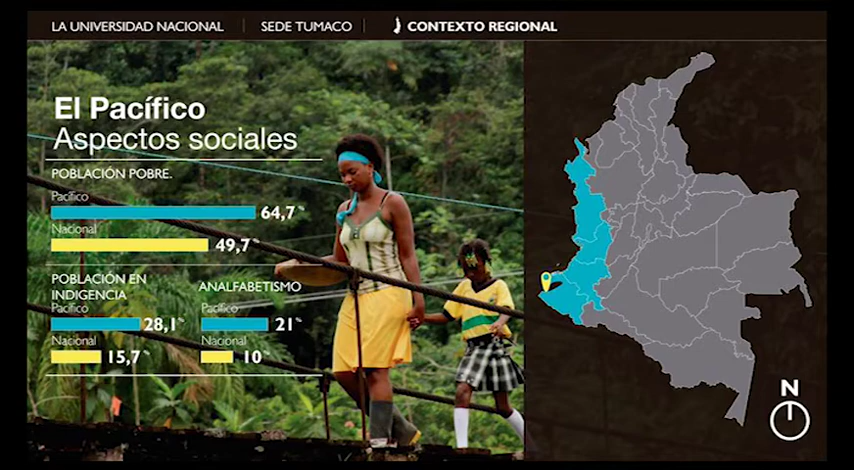 LA UNIVERSIDAD NACIONAL
SEDE TUMACO
CONTEXTO REGIONAL
El Pacífico
Aspectos sociales
POBLACIÓN POBRE.
Pacífico
64,7%
Nacional
49,7%
POBLACIÓN EN
INDIGENCIA
Pacífico
28,1%
Nacional
15,7%
ANALFABETISMO
Pacífico
21%
Nacional
10%
N